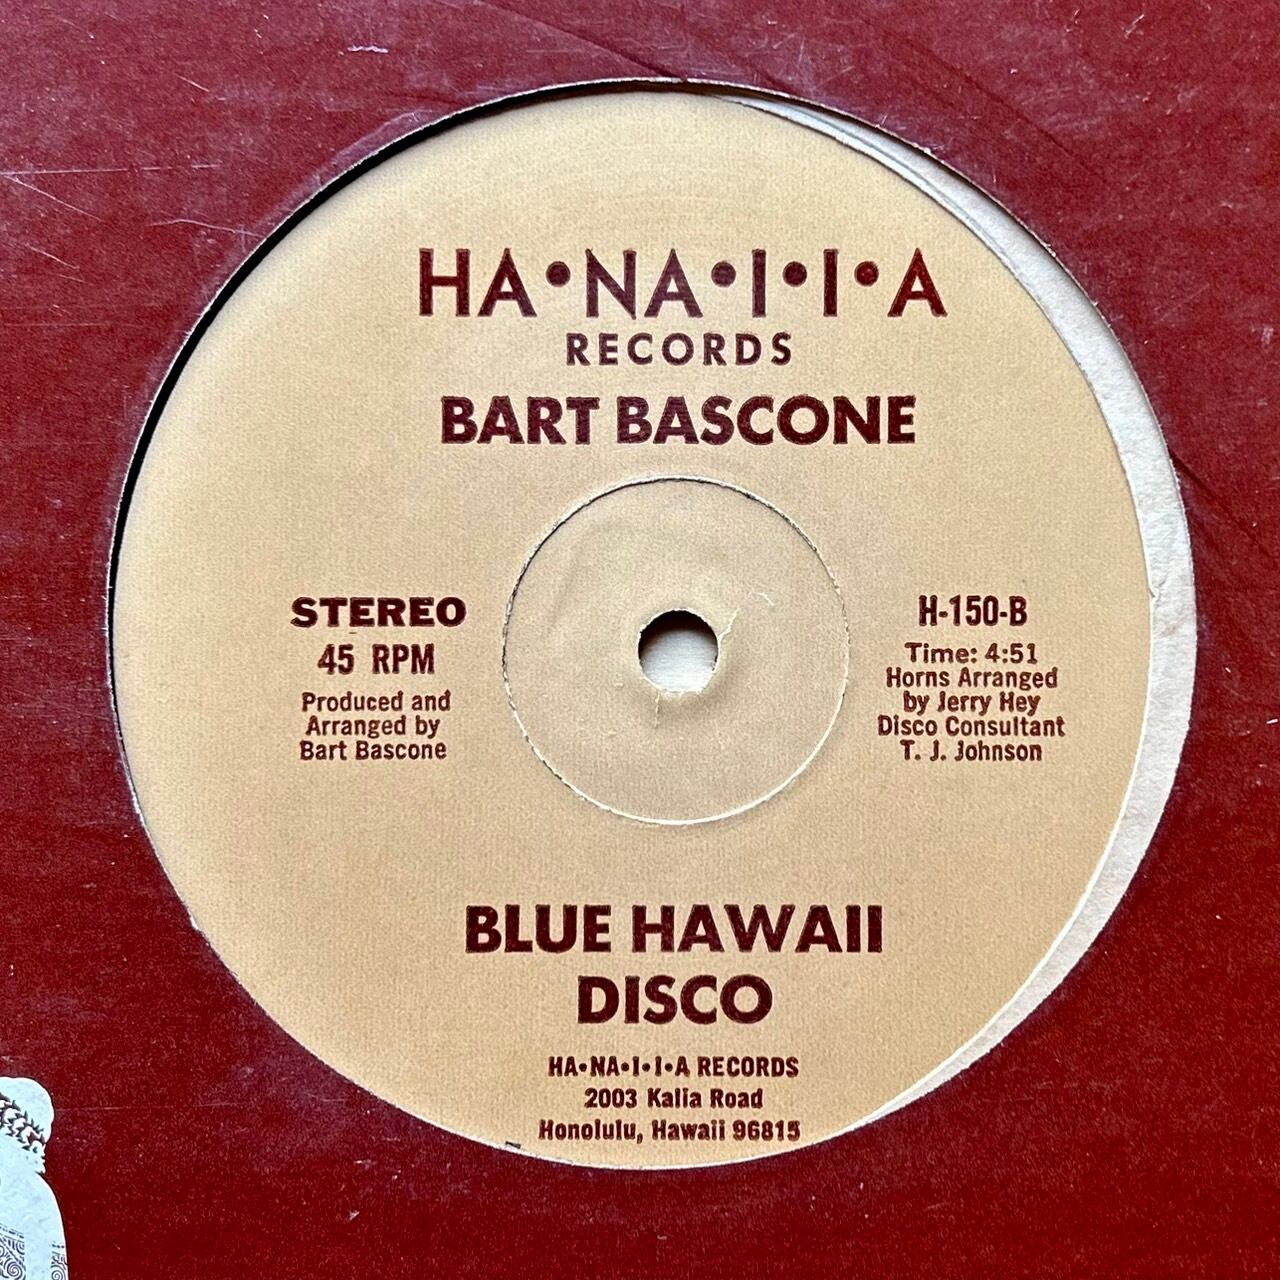 HA•NA•I•I•A
RECORDS
BART BASCONE
STEREO
45 RPM
Produced and
Arranged by
Bart Bascone
H-150-B
Time: 4:51
Horns Arranged
by Jerry Hey
Disco Consultant
T. J. Johnson
BLUE HAWAII
DISCO
HA•NA•I•I•A RECORDS
2003 Kalia Road
Honolulu, Hawaii 96815